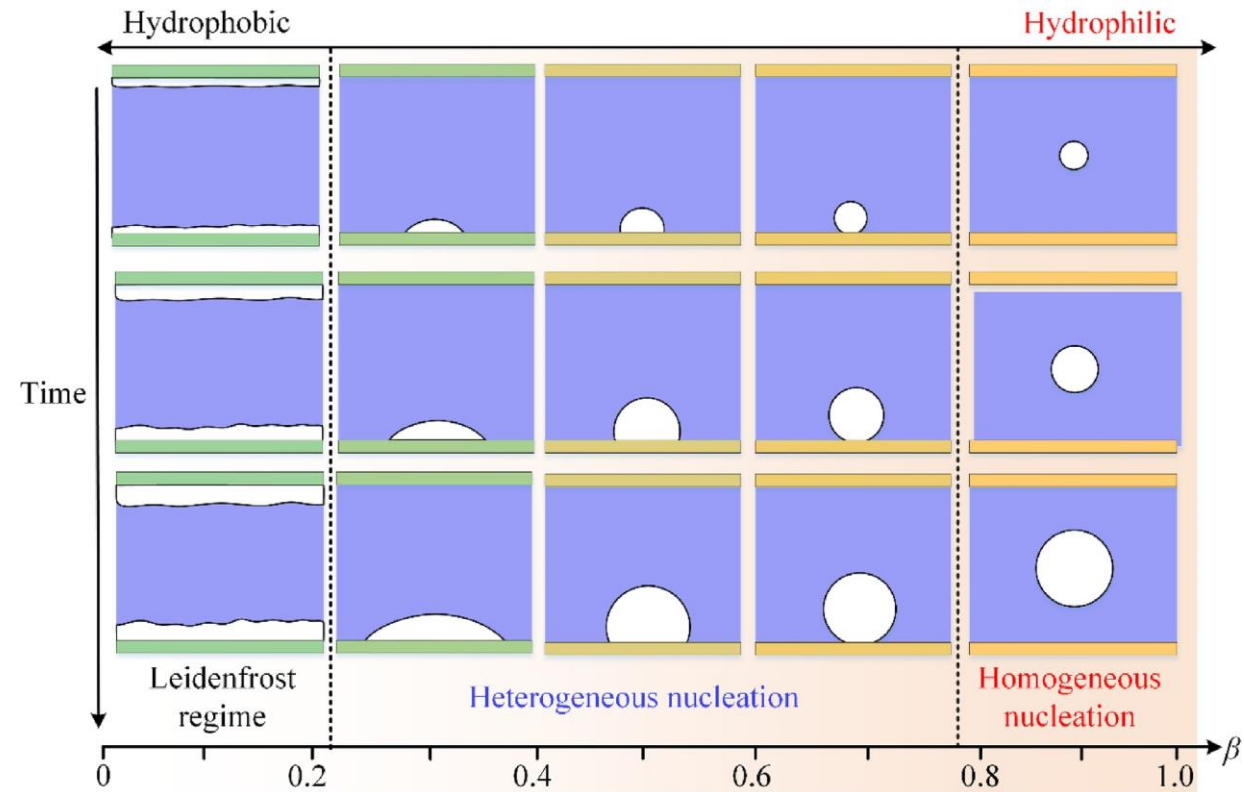 Hydrophobic
Hydrophilic
Time
Leidenfrost
regime
Heterogeneous nucleation
Homogeneous
nucleation
0 0.2 0.4 0.6 0.8 1.0 β